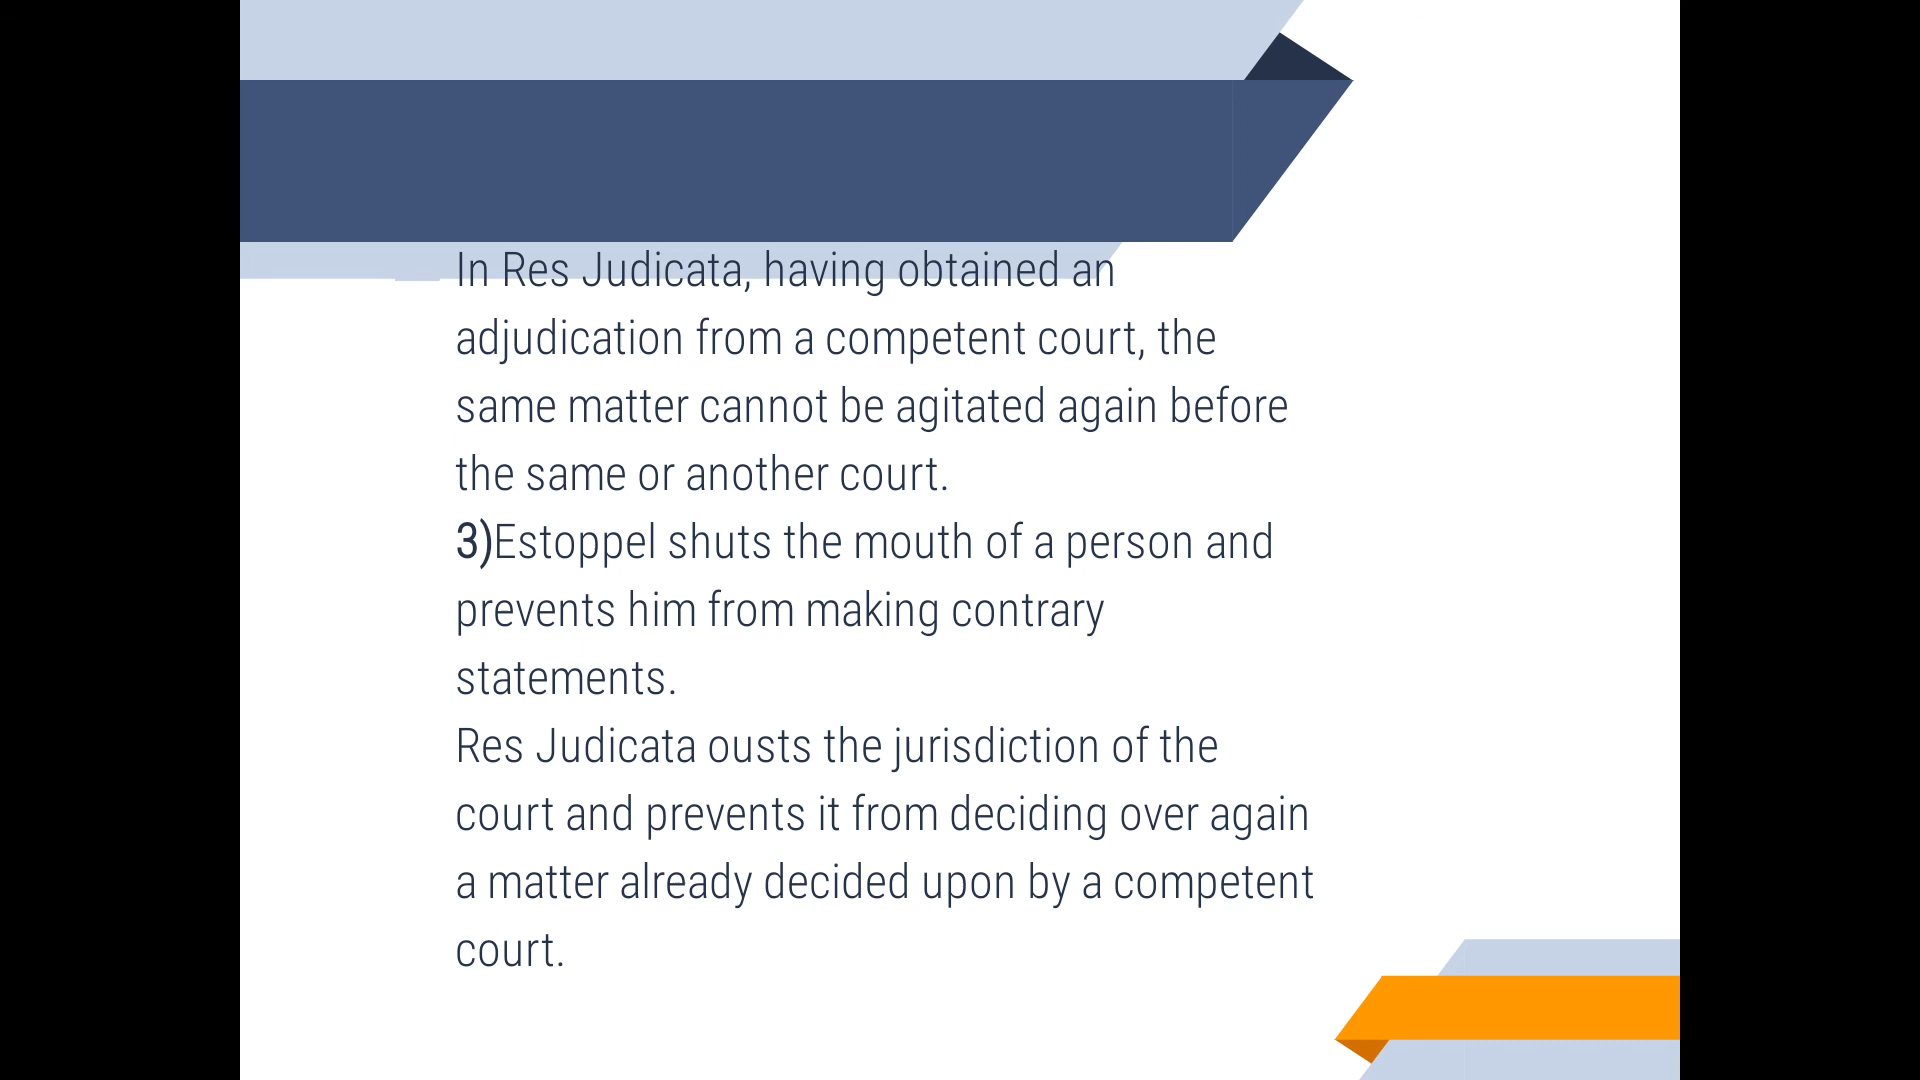 In Res Judicata, having obtained an
adjudication from a competent court, the
same matter cannot be agitated again before
the same or another court.
3)Estoppel shuts the mouth of a person and
prevents him from making contrary
statements.
Res Judicata ousts the jurisdiction of the
court and prevents it from deciding over again
a matter already decided upon by a competent
court.